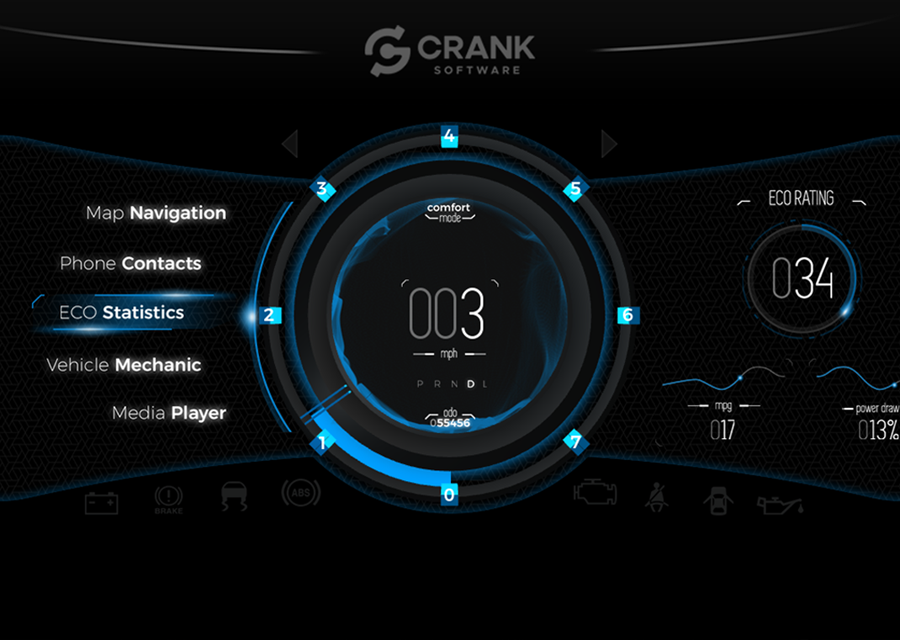 CRANK
SOFTWARE
4
3
5
comfort
mode
Map Navigation
ECO RATING
Phone Contacts
034
ECO Statistics
2
003
6
mph
Vehicle Mechanic
P R N D L
Media Player
mpg
power draw
odo
055456
017
013%
1
7
0
BRAKE
ABS